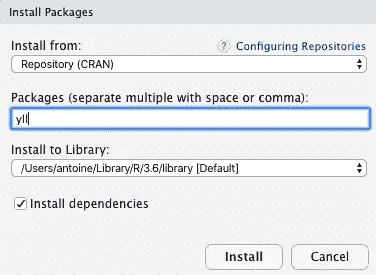 Install Packages
Install from:
? Configuring Repositories
Repository (CRAN)
Packages (separate multiple with space or comma):
yll
Install to Library:
/Users/antoine/Library/R/3.6/library [Default]
Install dependencies
Install
Cancel